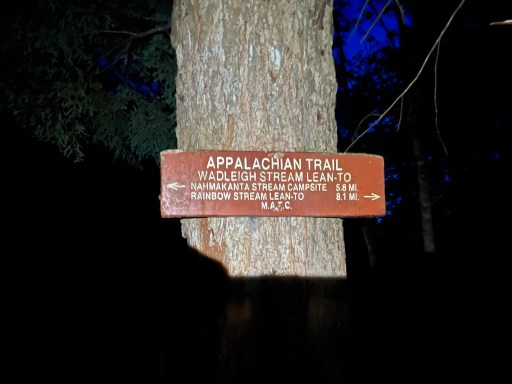 APPALACHIAN TRAIL
WADLEIGH STREAM LEAN-TO
NAHMAKANTA STREAM CAMPSITE 5.8 MI.
RAINBOW STREAM LEAN-TO 8.1 MI.
M.A.T.C.